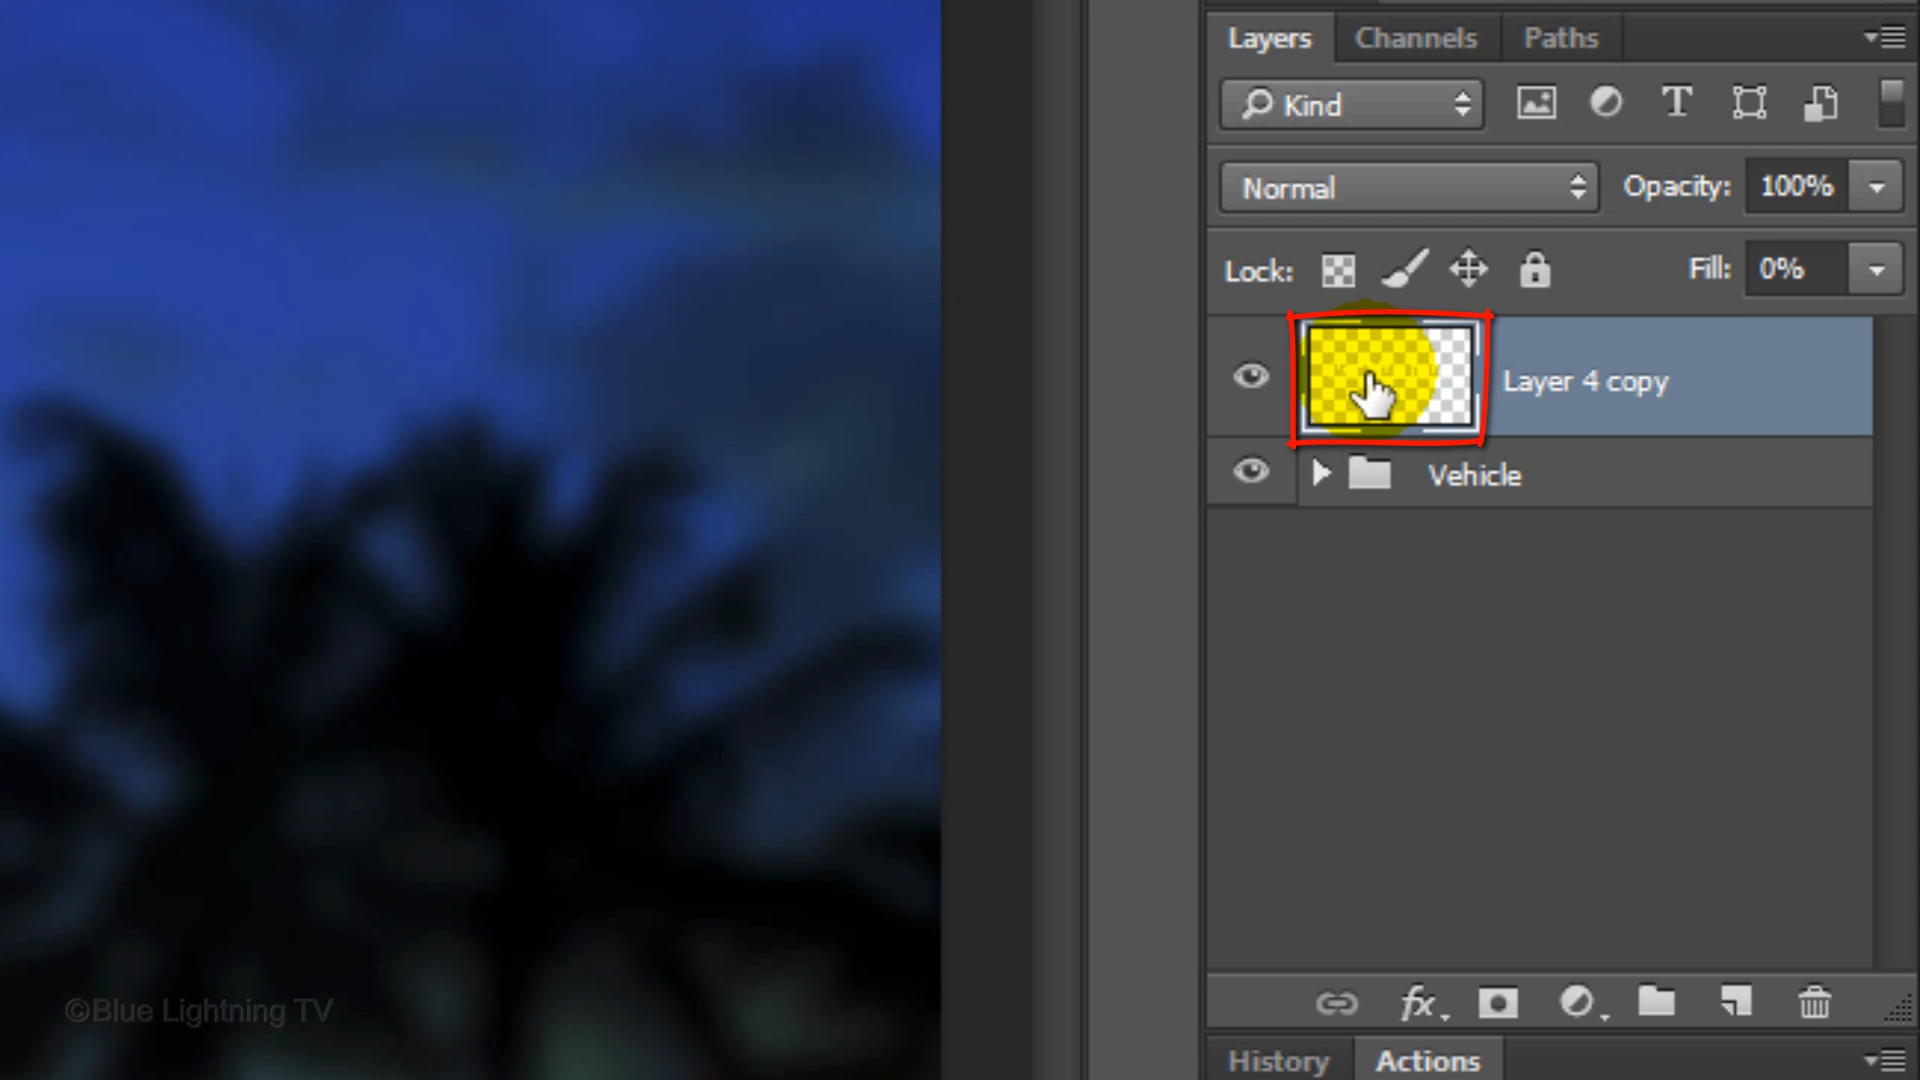 Layers Channels Paths
Kind T
Normal Opacity: 100%
Lock: Fill: 0%
Layer 4 copy
Vehicle
©Blue Lightning TV
fx
History Actions